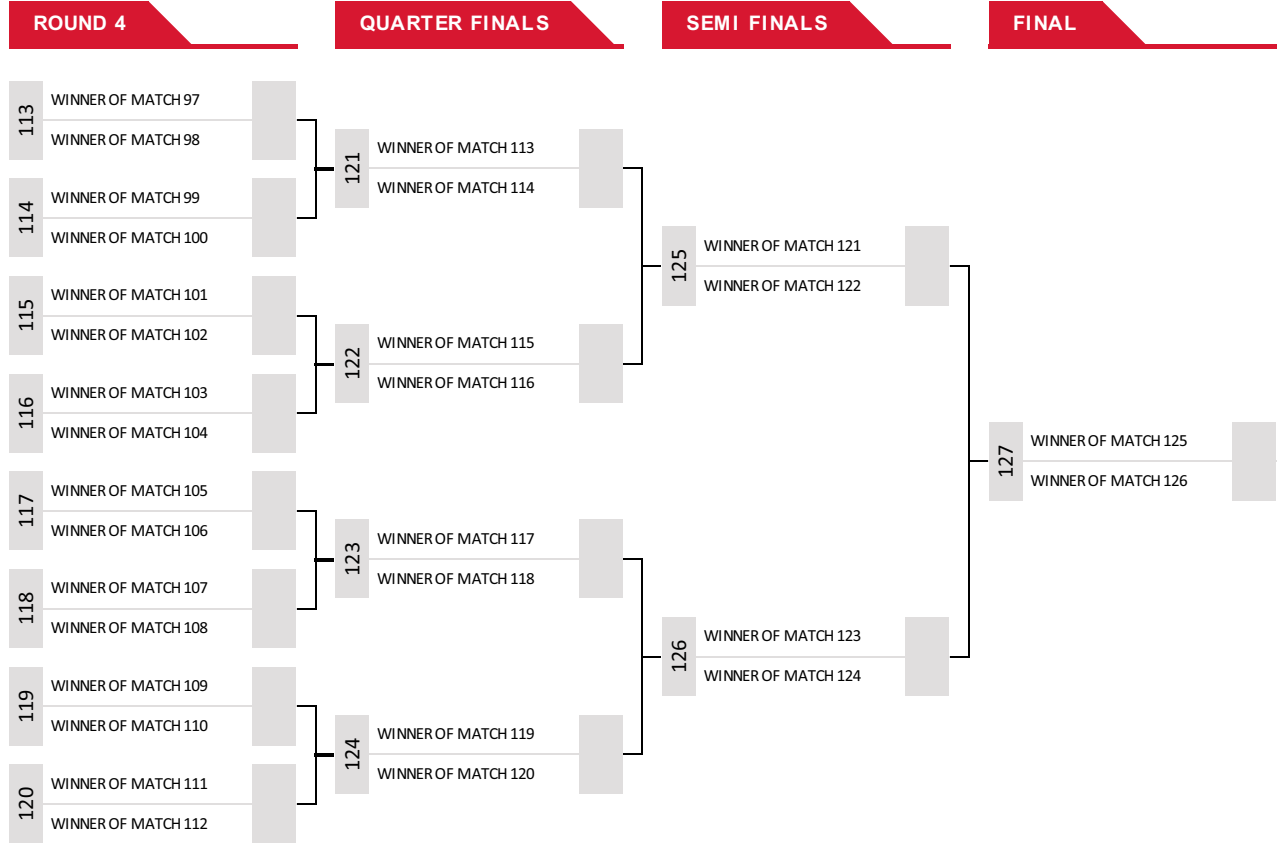 ROUND 4
QUARTER FINALS
SEMI FINALS
FINAL
113
WINNER OF MATCH 97
WINNER OF MATCH 98
114
WINNER OF MATCH 99
WINNER OF MATCH 100
115
WINNER OF MATCH 101
WINNER OF MATCH 102
116
WINNER OF MATCH 103
WINNER OF MATCH 104
117
WINNER OF MATCH 105
WINNER OF MATCH 106
118
WINNER OF MATCH 107
WINNER OF MATCH 108
119
WINNER OF MATCH 109
WINNER OF MATCH 110
120
WINNER OF MATCH 111
WINNER OF MATCH 112
121
WINNER OF MATCH 113
WINNER OF MATCH 114
122
WINNER OF MATCH 115
WINNER OF MATCH 116
123
WINNER OF MATCH 117
WINNER OF MATCH 118
124
WINNER OF MATCH 119
WINNER OF MATCH 120
125
WINNER OF MATCH 121
WINNER OF MATCH 122
126
WINNER OF MATCH 123
WINNER OF MATCH 124
127
WINNER OF MATCH 125
WINNER OF MATCH 126